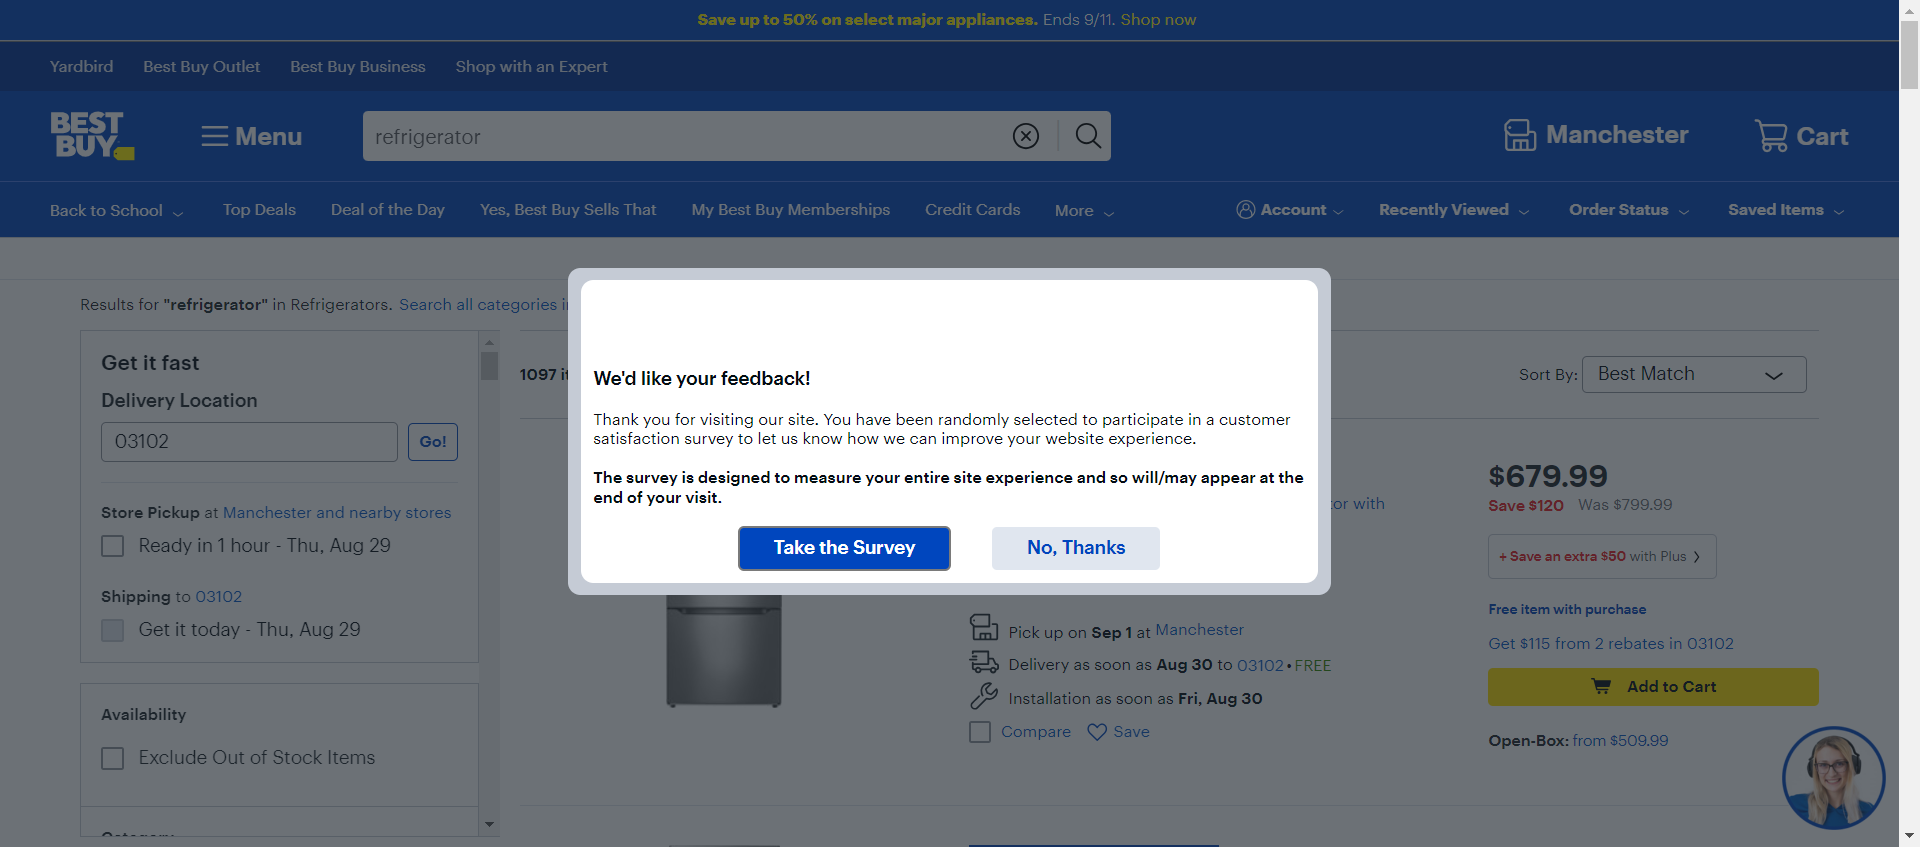 Save up to 50% on select major appliances. Ends 9/11. Shop now
Yardbird Best Buy Outlet Best Buy Business Shop with an Expert
BEST
BUY
Menu
refrigerator
Manchester
Cart
Back to School Top Deals Deal of the Day Yes, Best Buy Sells That My Best Buy Memberships Credit Cards More Account Recently Viewed Order Status Saved Items
Results for "refrigerator" in Refrigerators. Search all categories
Get it fast
Delivery Location
03102 Go!
Store Pickup at Manchester and nearby stores
Ready in 1 hour - Thu, Aug 29
Shipping to 03102
Get it today - Thu, Aug 29
Availability
Exclude Out of Stock Items
1097
Sort By: Best Match
We'd like your feedback!
Thank you for visiting our site. You have been randomly selected to participate in a customer
satisfaction survey to let us know how we can improve your website experience.
The survey is designed to measure your entire site experience and so will/may appear at the
end of your visit.
Take the Survey No, Thanks
with
Pick up on Sep 1 at Manchester
Delivery as soon as Aug 30 to 03102 • FREE
Installation as soon as Fri, Aug 30
Compare Save
$679.99
Save $120 Was $799.99
+ Save an extra $50 with Plus
Free item with purchase
Get $115 from 2 rebates in 03102
Add to Cart
Open-Box: from $509.99